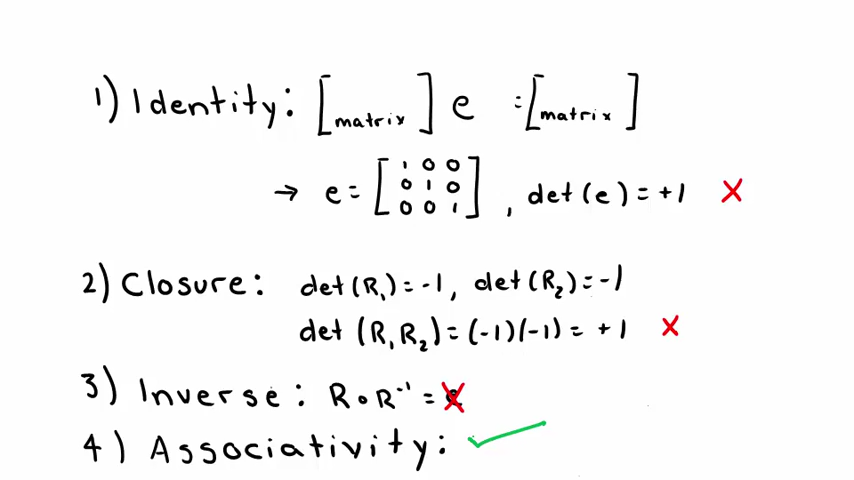 1) Identity: [matrix] e = [matrix]
→ e = [1 0 0
0 1 0
0 0 1], det(e) = +1 X
2) Closure: det(R₁) = -1, det(R₂) = -1
det(R₁R₂) = (-1)(-1) = +1 X
3) Inverse: R • R⁻¹ = e
4) Associativity: ✓